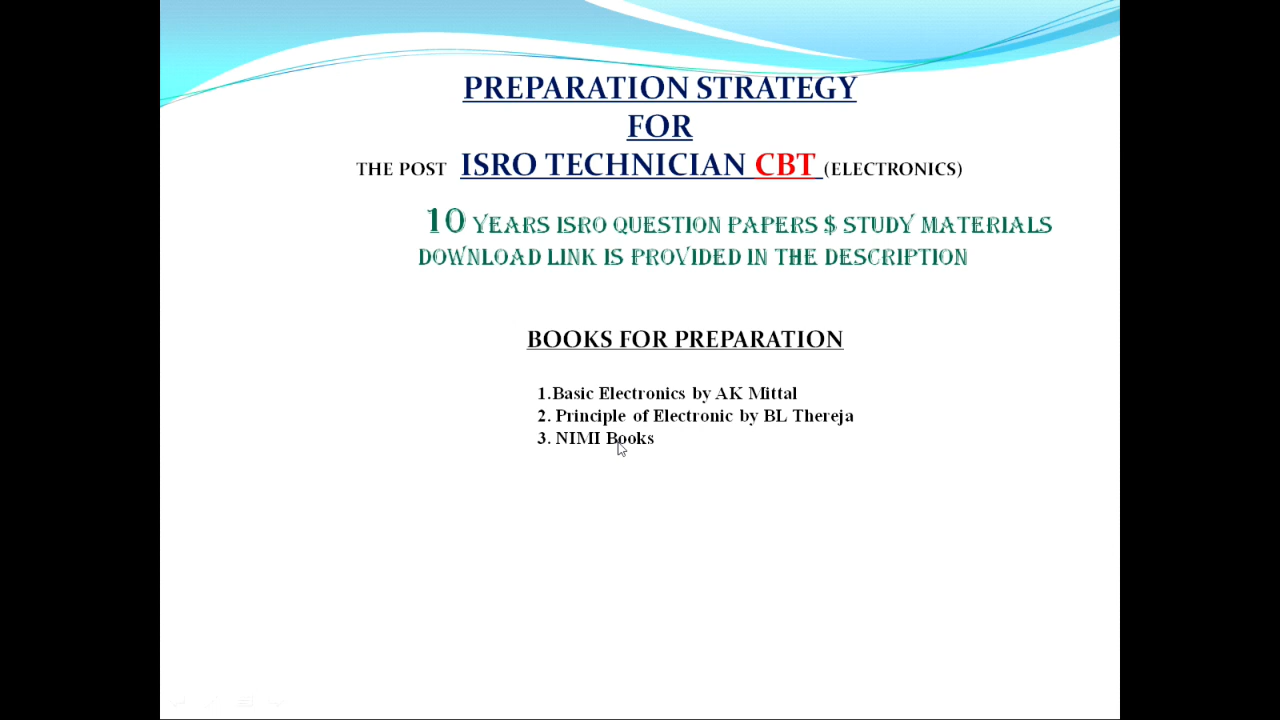 PREPARATION STRATEGY
FOR
THE POST ISRO TECHNICIAN CBT (ELECTRONICS)
10 YEARS ISRO QUESTION PAPERS $ STUDY MATERIALS
DOWNLOAD LINK IS PROVIDED IN THE DESCRIPTION
BOOKS FOR PREPARATION
1.Basic Electronics by AK Mittal
2. Principle of Electronic by BL Thereja
3. NIMI Books